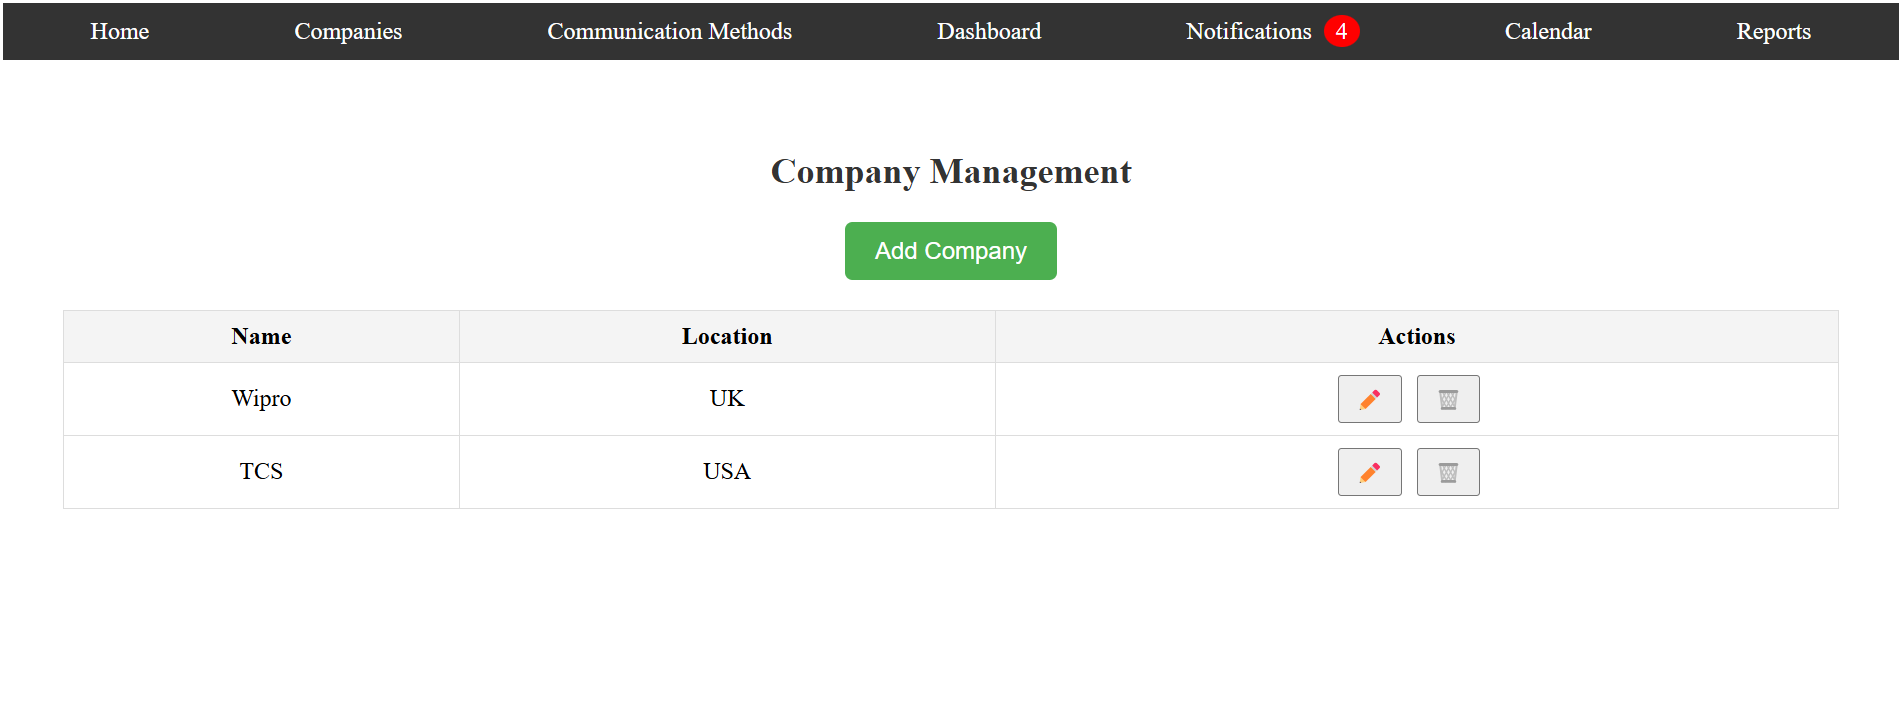 Home Companies Communication Methods Dashboard Notifications 4 Calendar Reports
Company Management
Add Company
Name Location Actions
Wipro UK
TCS USA